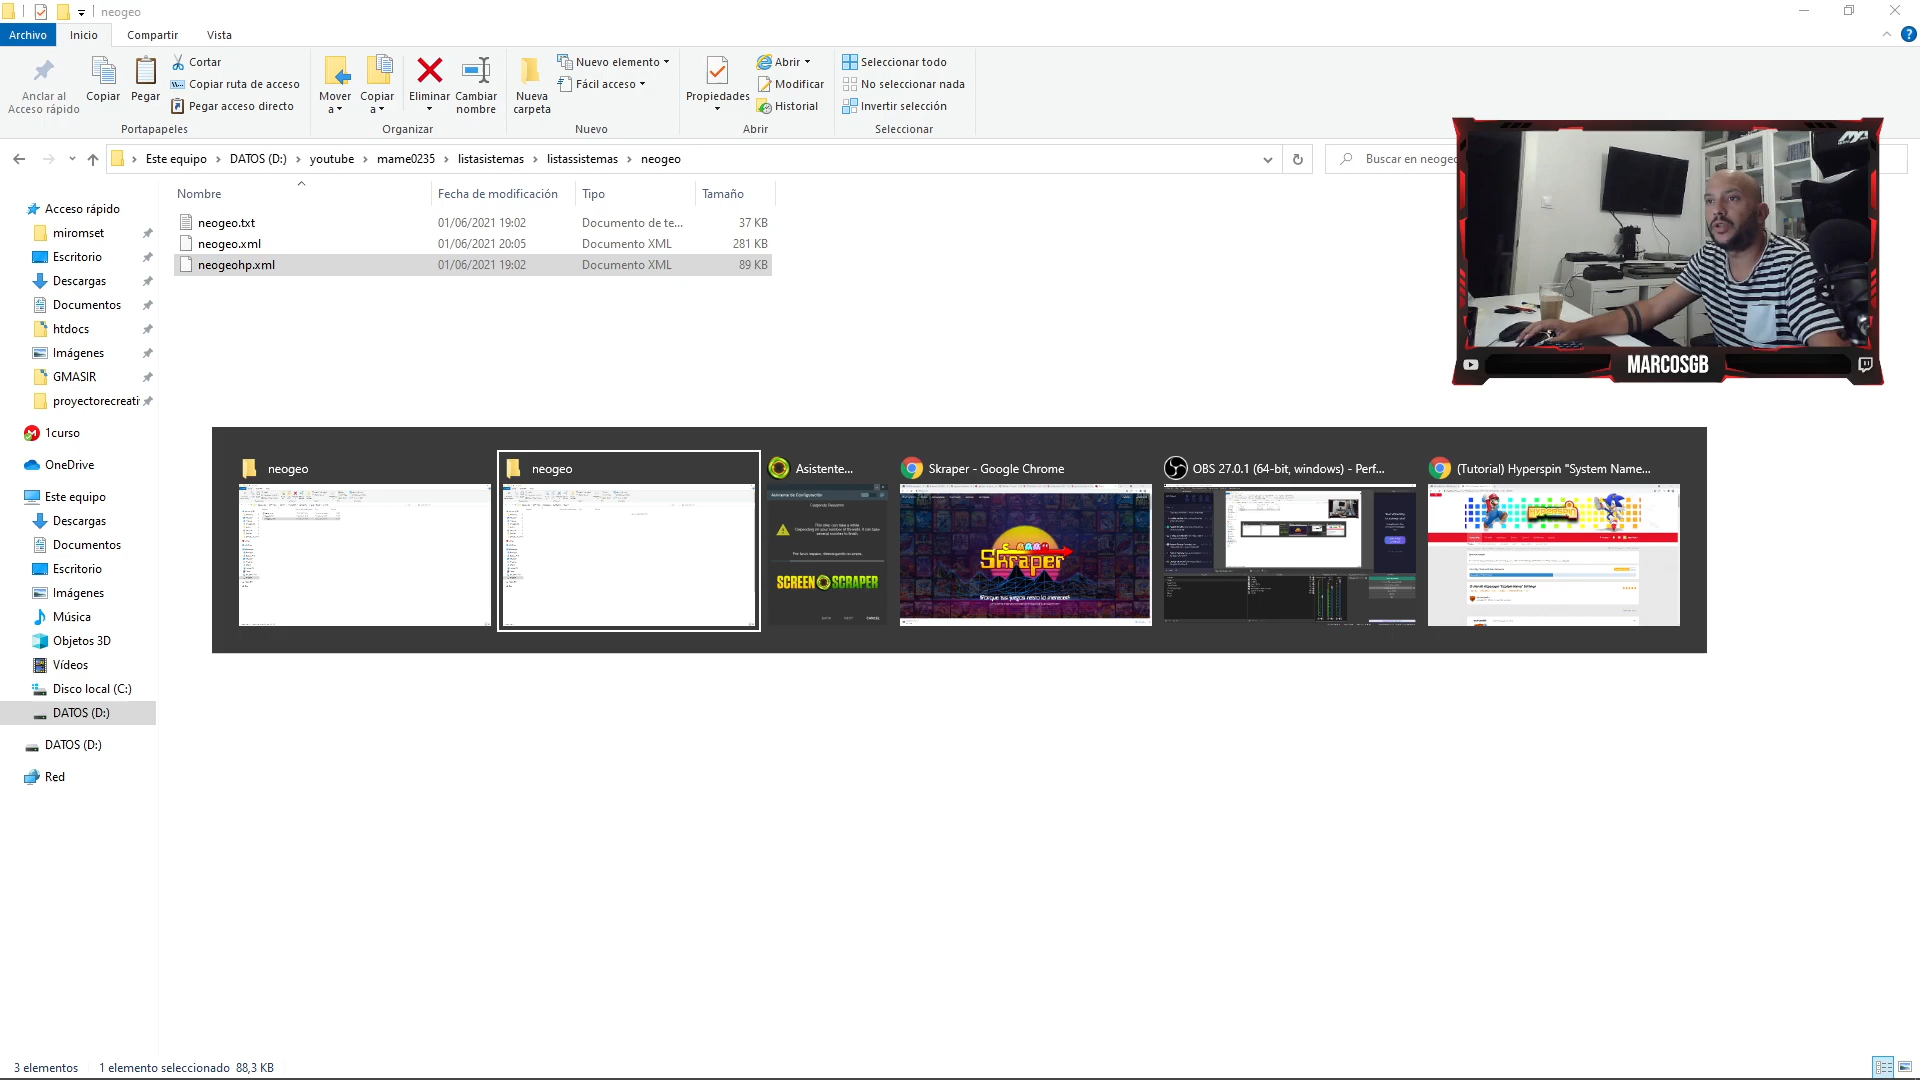 neogeo
Archivo Inicio Compartir Vista
Anclar al
Acceso rápido
Copiar
Pegar
Cortar
Copiar ruta de acceso
Pegar acceso directo
Portapapeles
Mover
a
Copiar
a
Eliminar
Cambiar
nombre
Organizar
Nueva
carpeta
Nuevo elemento
Fácil acceso
Nuevo
Propiedades
Abrir
Modificar
Historial
Abrir
Seleccionar todo
No seleccionar nada
Invertir selección
Seleccionar
Este equipo › DATOS (D:) › youtube › mame0235 › listasistemas › listassistemas › neogeo
Buscar en neogeo
Nombre Fecha de modificación Tipo Tamaño
neogeo.txt 01/06/2021 19:02 Documento de te... 37 KB
neogeo.xml 01/06/2021 20:05 Documento XML 281 KB
neogeohp.xml 01/06/2021 19:02 Documento XML 89 KB
Acceso rápido
miromset
Escritorio
Descargas
Documentos
htdocs
Imágenes
GMASIR
proyectorecreati
1curso
OneDrive
Este equipo
Descargas
Documentos
Escritorio
Imágenes
Música
Objetos 3D
Vídeos
Disco local (C:)
DATOS (D:)
DATOS (D:)
Red
MARCOSGB
neogeo
neogeo
Asistente...
Skraper - Google Chrome
OBS 27.0.1 (64-bit, windows) - Perf...
(Tutorial) Hyperspin "System Name...
SCREEN SCRAPER
Skraper
HYPERSPIN
3 elementos 1 elemento seleccionado 88,3 KB